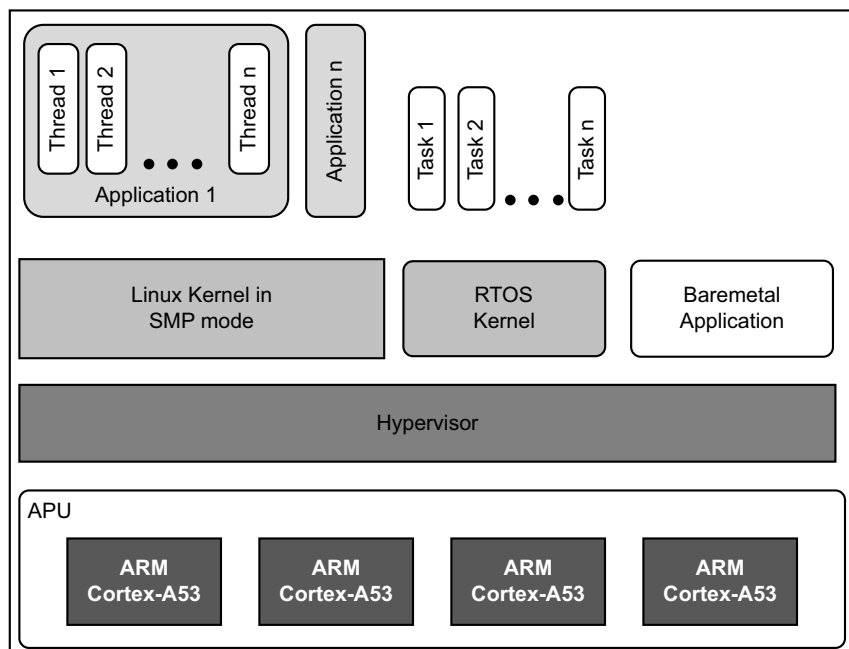 Thread 1
Thread 2
Thread n
Application 1
Application n
Task 1
Task 2
Task n
Linux Kernel in
SMP mode
RTOS
Kernel
Baremetal
Application
Hypervisor
APU
ARM
Cortex-A53
ARM
Cortex-A53
ARM
Cortex-A53
ARM
Cortex-A53